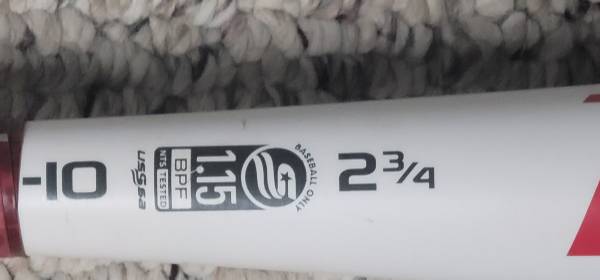 -10
USSSA
NTS TESTED
BPF
1.15
BASEBALL ONLY
2 3/4